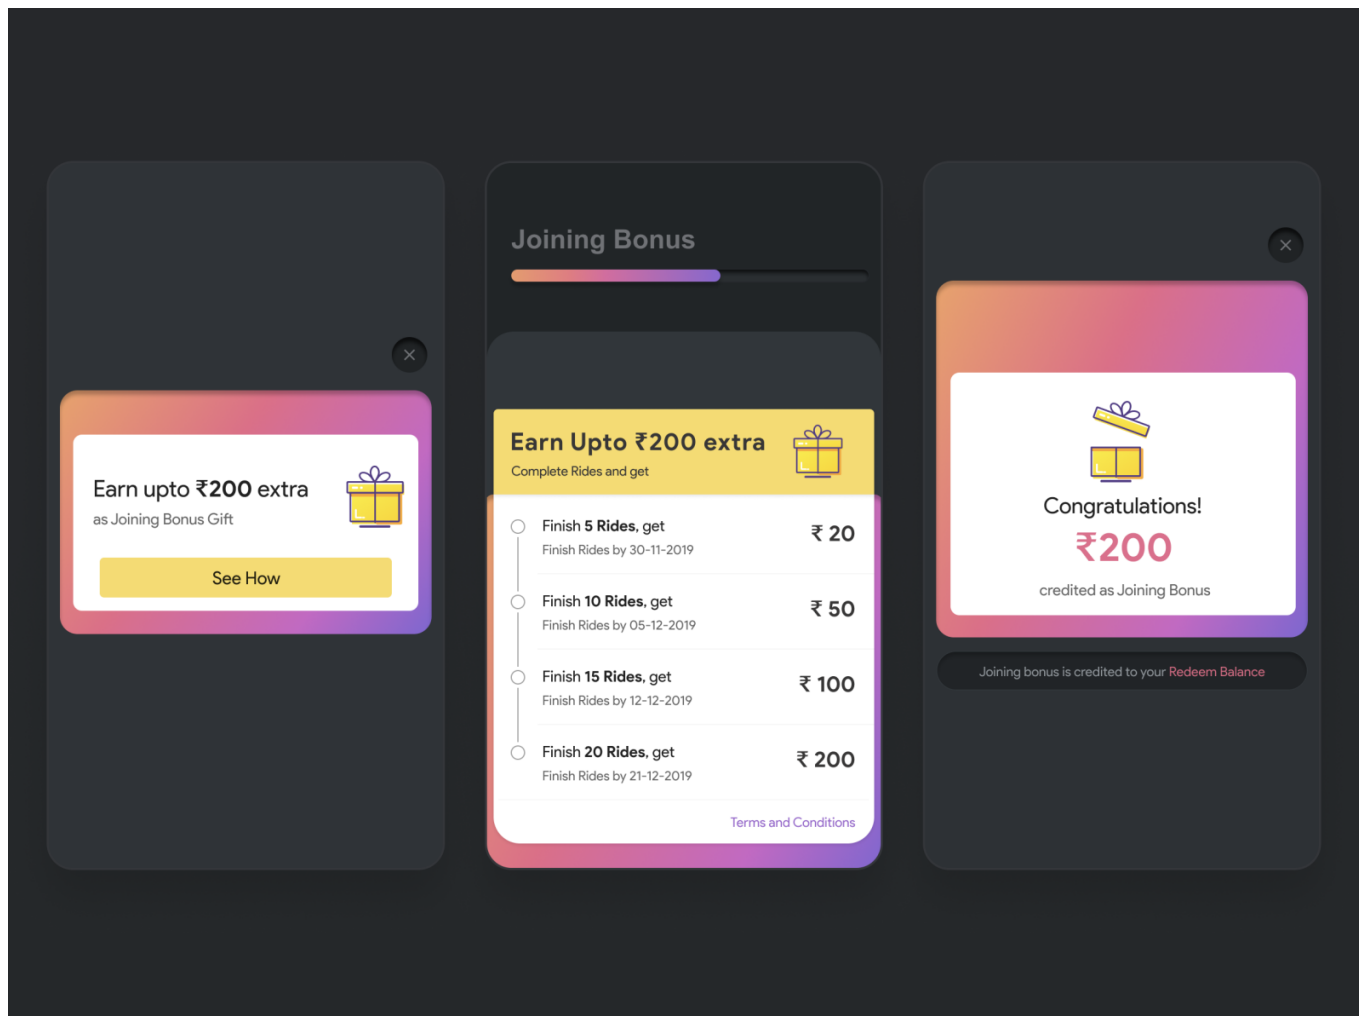 Earn upto ₹200 extra
as Joining Bonus Gift
See How
Joining Bonus
Earn Upto ₹200 extra
Complete Rides and get
Finish 5 Rides, get
₹ 20
Finish Rides by 30-11-2019
Finish 10 Rides, get
₹ 50
Finish Rides by 05-12-2019
Finish 15 Rides, get
₹ 100
Finish Rides by 12-12-2019
Finish 20 Rides, get
₹ 200
Finish Rides by 21-12-2019
Terms and Conditions
Congratulations!
₹200
credited as Joining Bonus
Joining bonus is credited to your Redeem Balance